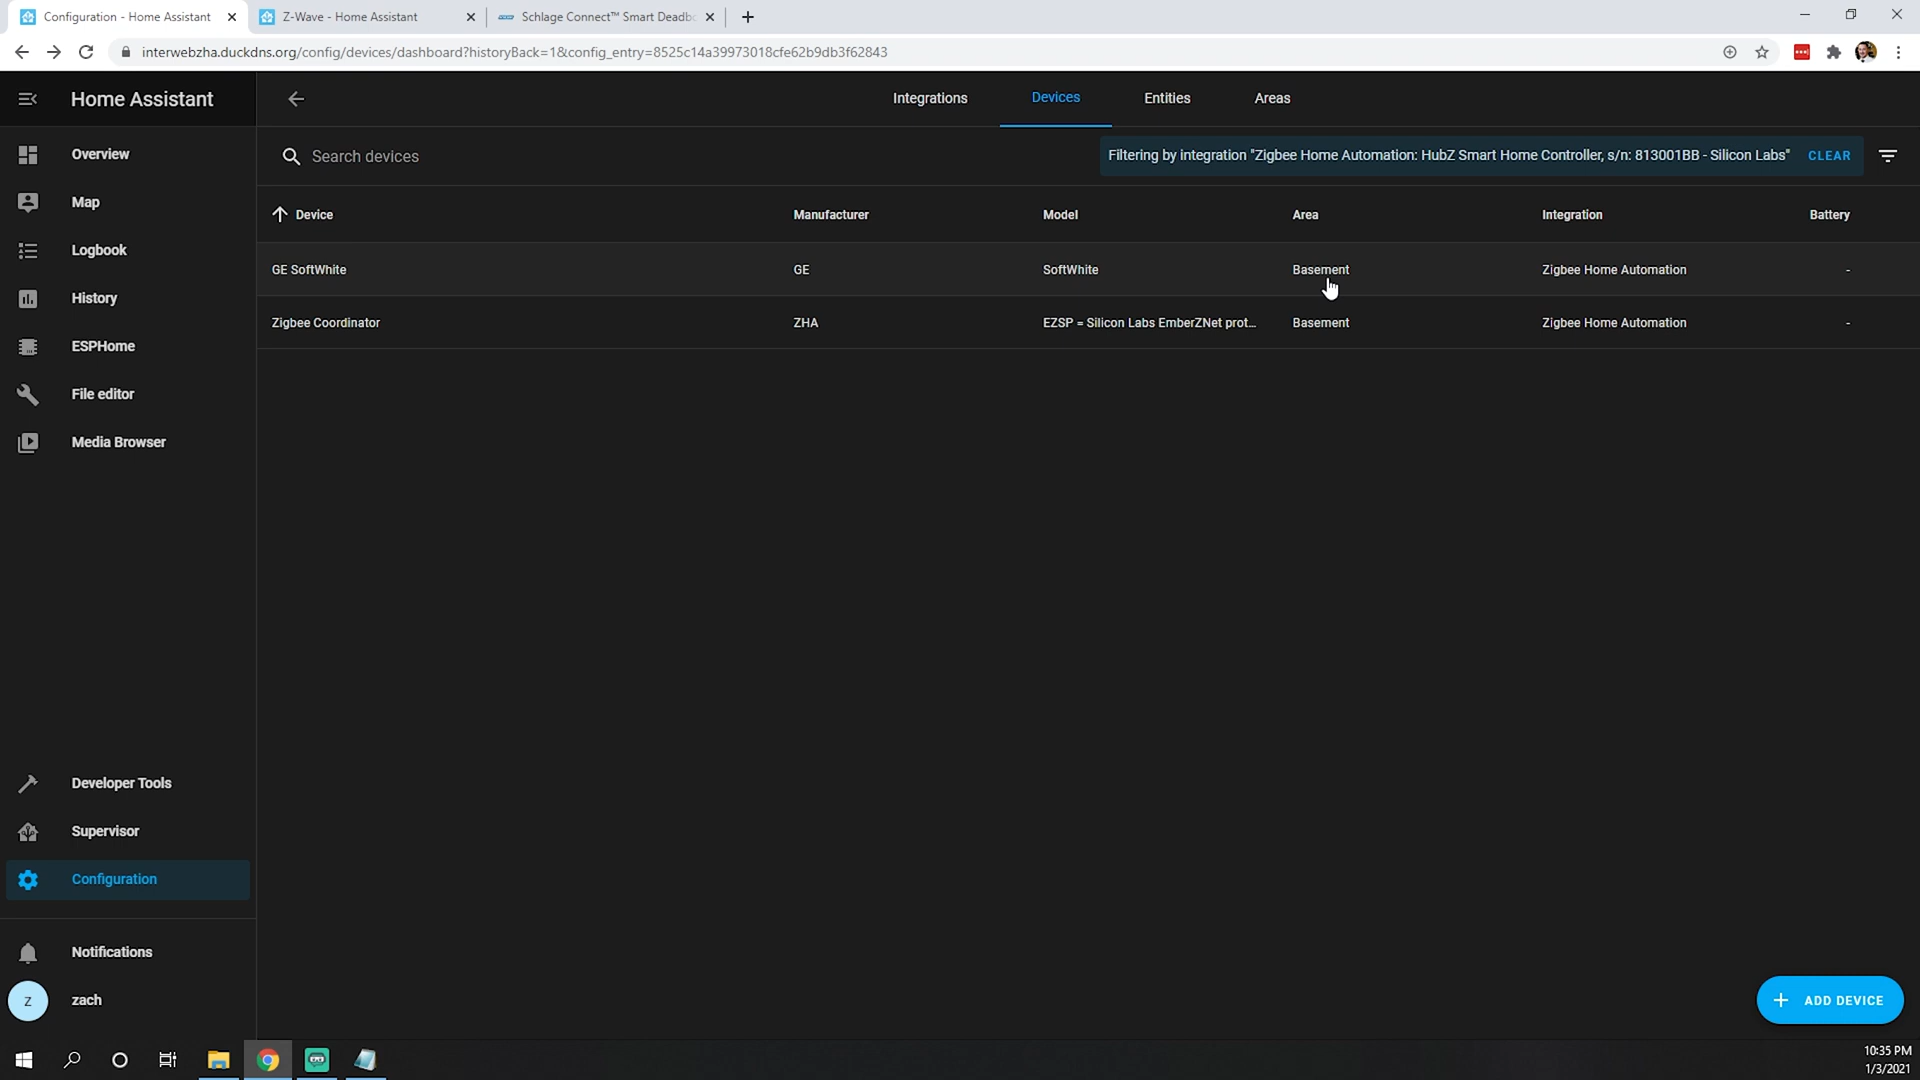 Configuration - Home Assistant
Z-Wave - Home Assistant
Schlage Connect™ Smart Deadb
interwebzha.duckdns.org/config/devices/dashboard?historyBack=1&config_entry=8525c14a39973018cfe62b9db3f62843
Home Assistant
Integrations
Devices
Entities
Areas
Overview
Search devices
Filtering by integration "Zigbee Home Automation: HubZ Smart Home Controller, s/n: 813001BB - Silicon Labs"
CLEAR
Map
Device
Manufacturer
Model
Area
Integration
Battery
Logbook
GE SoftWhite
GE
SoftWhite
Basement
Zigbee Home Automation
-
History
Zigbee Coordinator
ZHA
EZSP = Silicon Labs EmberZNet prot...
Basement
Zigbee Home Automation
-
ESPHome
File editor
Media Browser
Developer Tools
Supervisor
Configuration
Notifications
Z
zach
ADD DEVICE
10:35 PM
1/3/2021